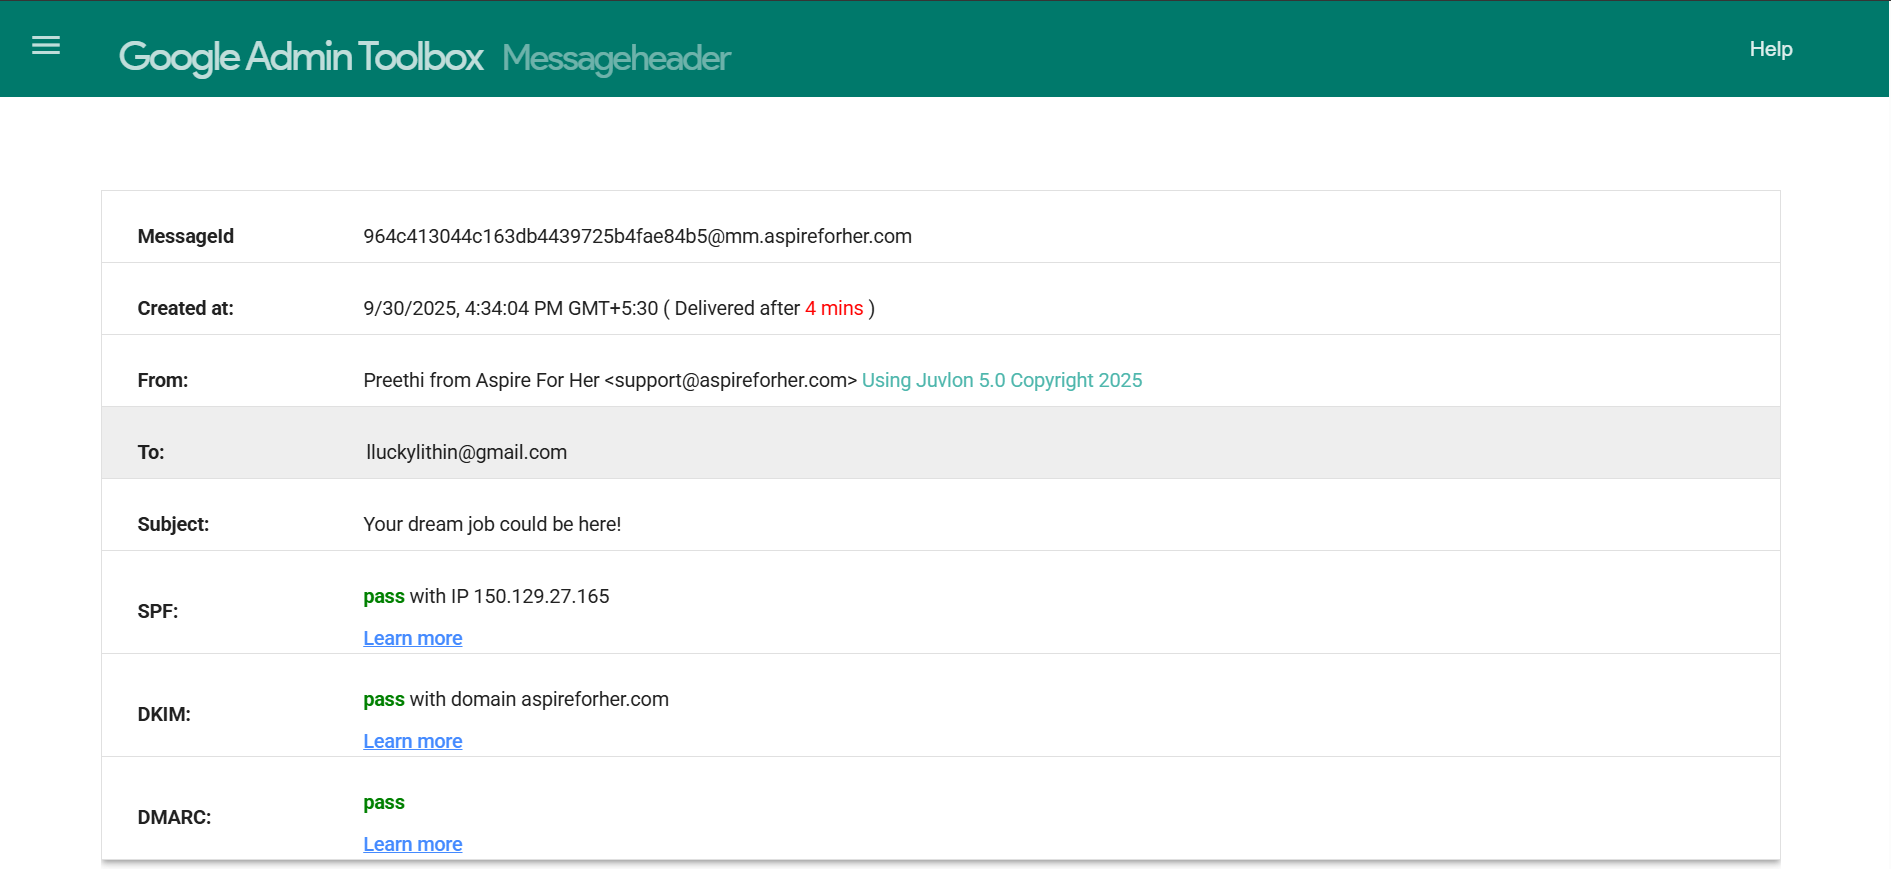 Google Admin Toolbox Messageheader Help
MessageId 964c413044c163db4439725b4fae84b5@mm.aspireforher.com
Created at: 9/30/2025, 4:34:04 PM GMT+5:30 ( Delivered after 4 mins )
From: Preethi from Aspire For Her <support@aspireforher.com> Using Juvlon 5.0 Copyright 2025
To: lluckylithin@gmail.com
Subject: Your dream job could be here!
SPF: pass with IP 150.129.27.165
Learn more
DKIM: pass with domain aspireforher.com
Learn more
DMARC: pass
Learn more